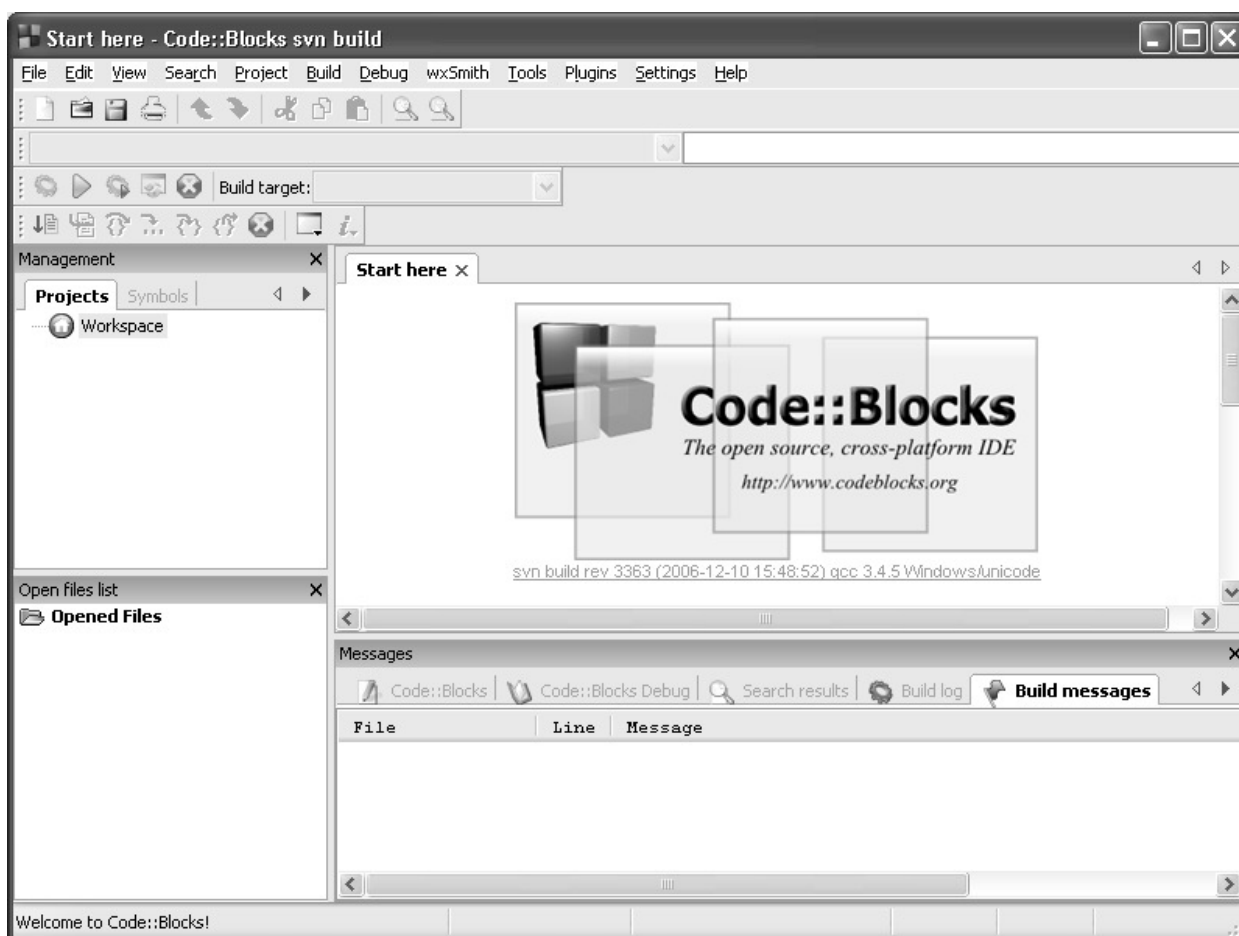 Start here - Code::Blocks svn build
File Edit View Search Project Build Debug wxSmith Tools Plugins Settings Help
Build target:
Management
Projects Symbols
Workspace
Open files list
Opened Files
Start here
Code::Blocks
The open source, cross-platform IDE
http://www.codeblocks.org
svn build rev 3363 (2006-12-10 15:48:52) gcc 3.4.5 Windows/unicode
Messages
Code::Blocks Code::Blocks Debug Search results Build log Build messages
File Line Message
Welcome to Code::Blocks!